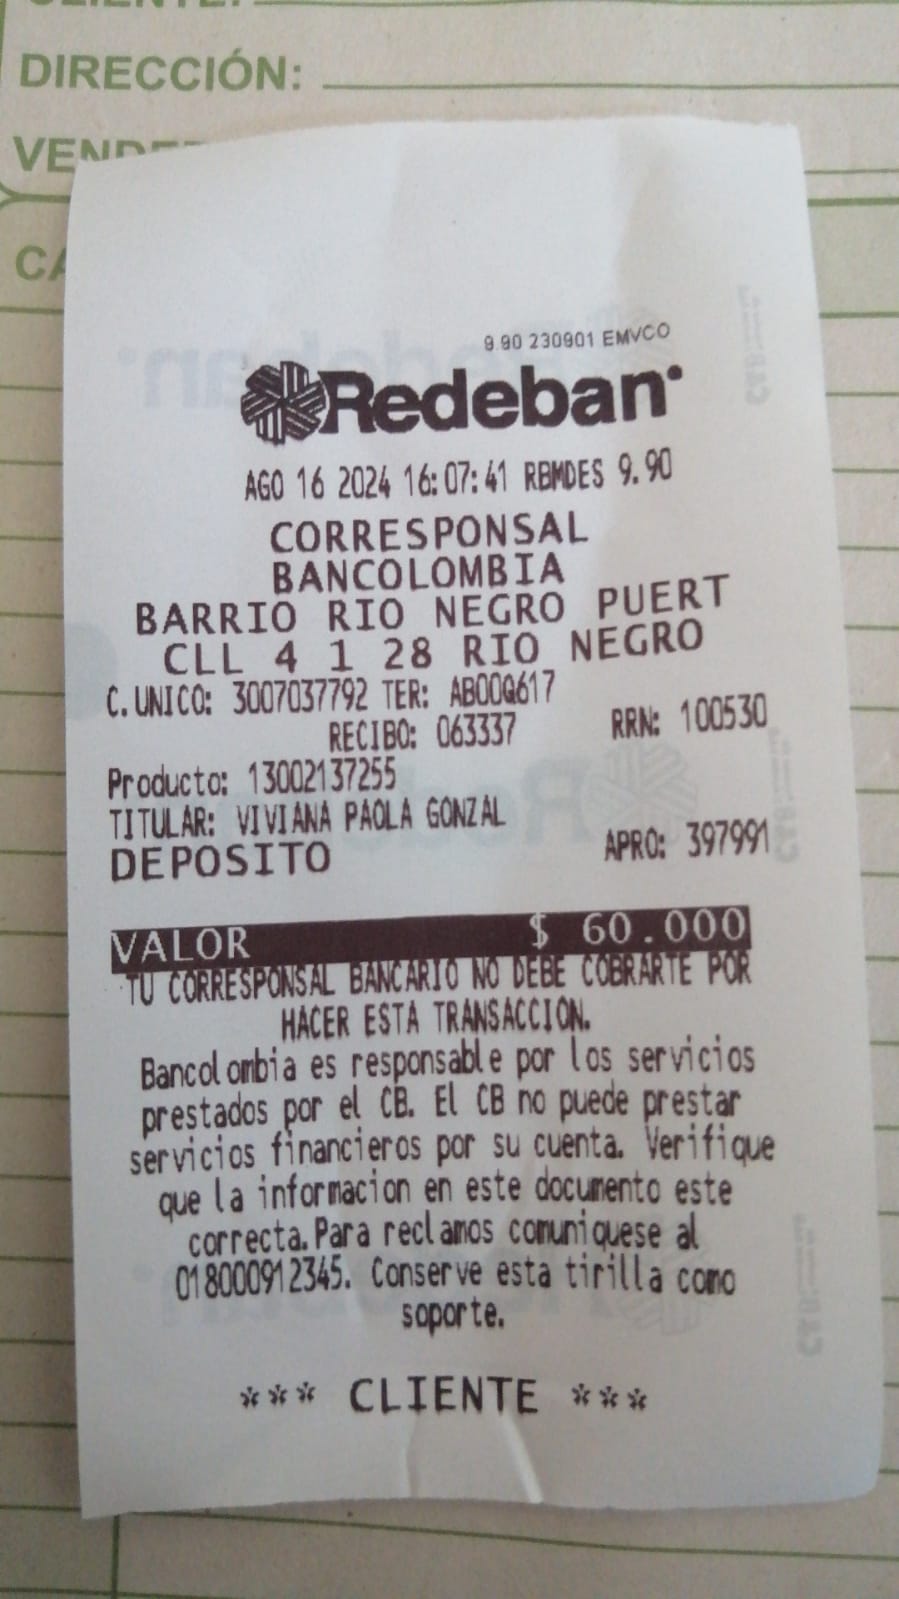 DIRECCIÓN:
9.90 230901 EMVCO
Redeban
AGO 16 2024 16:07:41 RBMDES 9.90
CORRESPONSAL
BANCOLOMBIA
BARRIO RIO NEGRO PUERT
CLL 4 1 28 RIO NEGRO
C.UNICO: 3007037792 TER: AB00Q617
RECIBO: 063337 RRN: 100530
Producto: 13002137255
TITULAR: VIVIANA PAOLA GONZAL
DEPOSITO APRO: 397991
VALOR $ 60.000
TU CORRESPONSAL BANCARIO NO DEBE COBRARTE POR
HACER ESTA TRANSACCION.
Bancolombia es responsable por los servicios
prestados por el CB. El CB no puede prestar
servicios financieros por su cuenta. Verifique
que la informacion en este documento este
correcta.Para reclamos comuniquese al
018000912345. Conserve esta tirilla como
soporte.
*** CLIENTE ***